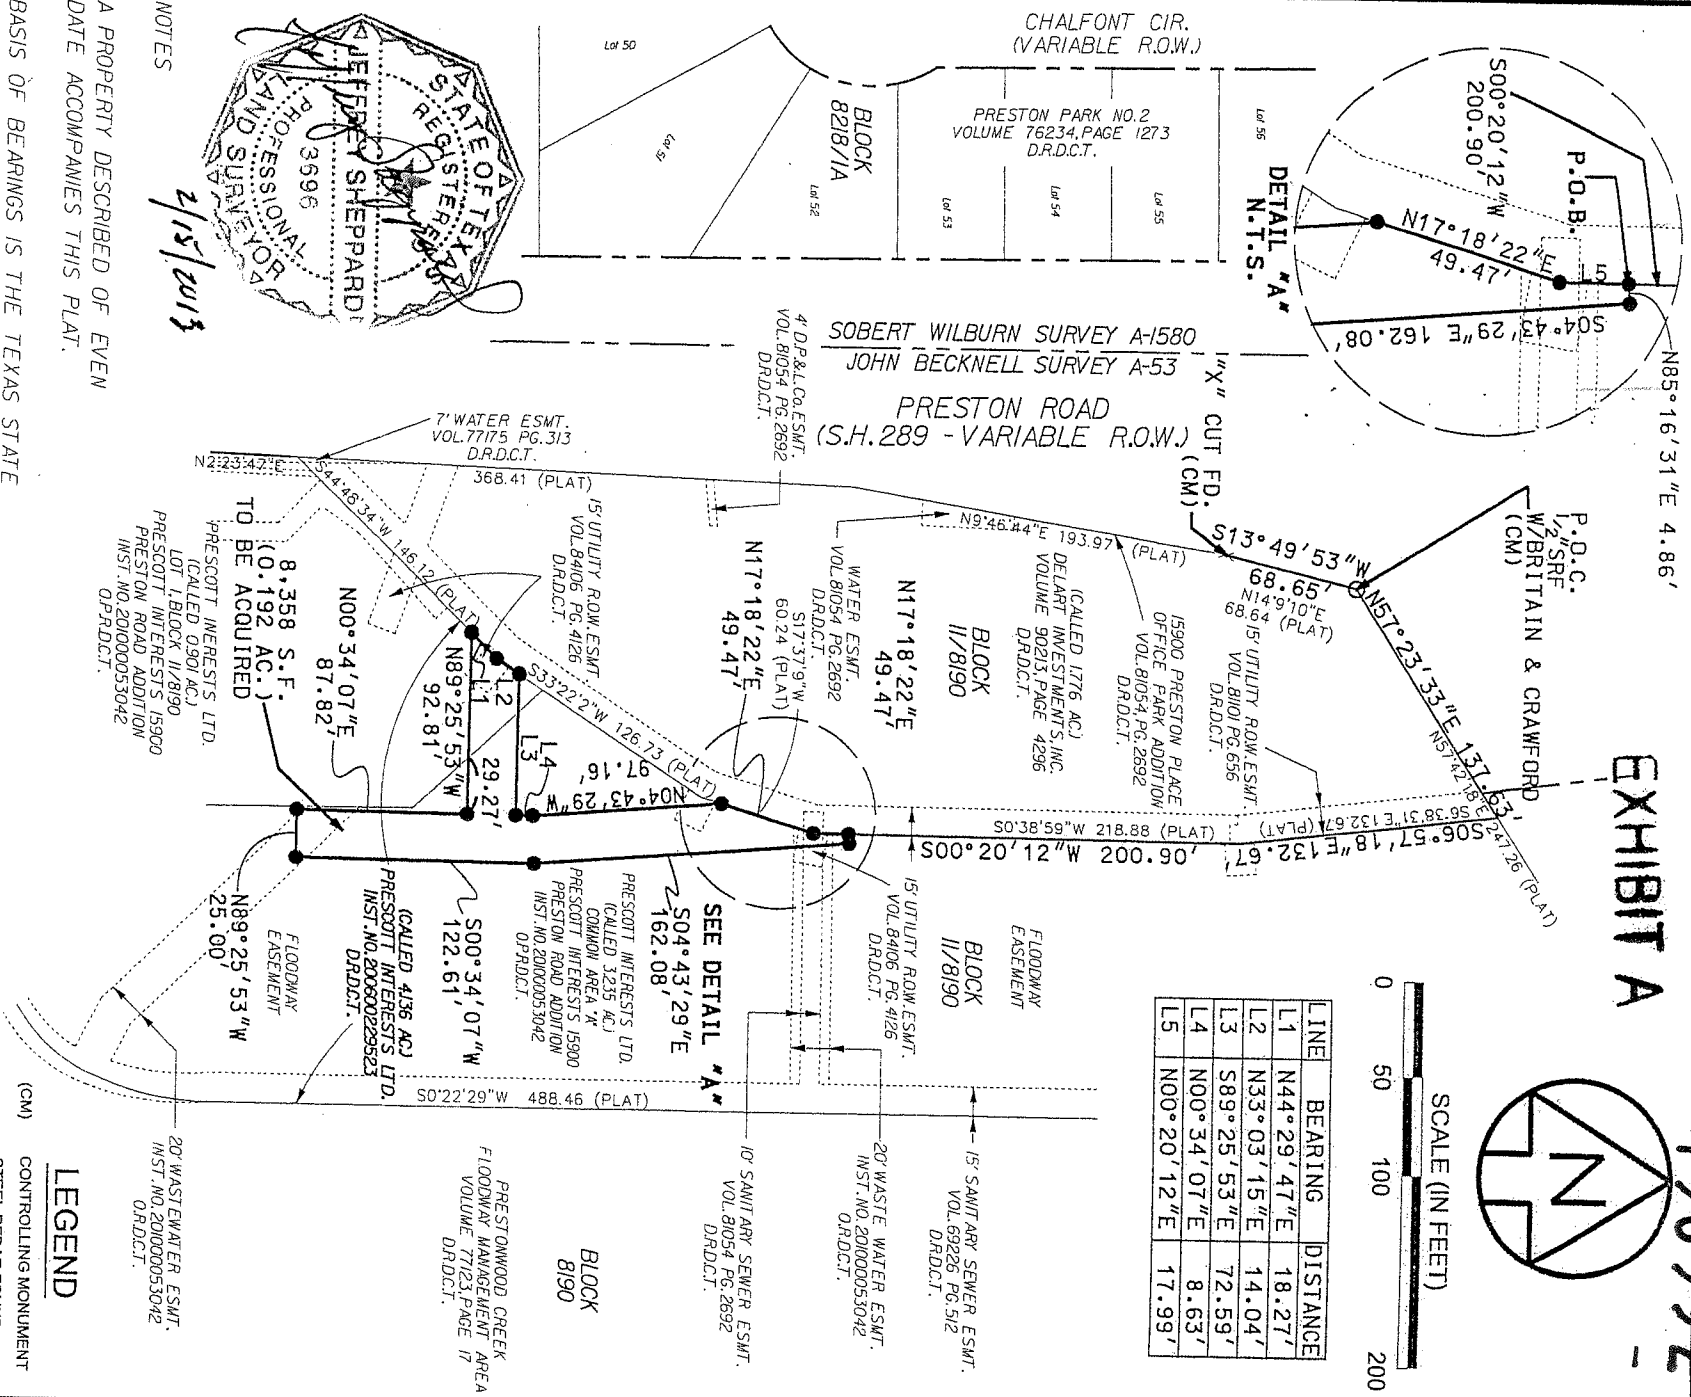 EXHIBIT A
CHALFONT CIR.
(VARIABLE R.O.W.)
Lot 50
Lot 51
Lot 52
Lot 53
Lot 54
Lot 55
Lot 56
BLOCK
8218/1A
PRESTON PARK NO.2
VOLUME 76234, PAGE 1273
D.R.D.C.T.
S00°20'12"W
200.90'
P.O.B.
N17°18'22"E
49.47'
L5
S04°43'29"E 162.08'
N85°16'31"E 4.86'
DETAIL "A"
N.T.S.
SOBERT WILBURN SURVEY A-1580
JOHN BECKNELL SURVEY A-53
PRESTON ROAD
(S.H.289 - VARIABLE R.O.W.)
"X" CUT FD.
(CM)
P.O.C.
1/2"SRF
W/BRITAIN & CRAWFORD
(CM)
S13°49'53"W
68.65'
N14°9'10"E
68.64 (PLAT)
N57°23'33"E 137.63'
N57°42'18"E 247.26 (PLAT)
S06°57'18"E 132.67'
S6°38'31"E 132.67 (PLAT)
15' UTILITY R.O.W. ESMT.
VOL.81101 PG.656
D.R.D.C.T.
15900 PRESTON PLACE
OFFICE PARK ADDITION
VOL.81054, PG.2692
D.R.D.C.T.
N9°46'44"E 193.97 (PLAT)
(CALLED 1.776 AC.)
DELART INVESTMENTS, INC.
VOLUME 90213, PAGE 4296
D.R.D.C.T.
BLOCK
11/8190
N17°18'22"E
49.47'
WATER ESMT.
VOL.81054 PG.2692
D.R.D.C.T.
S17°37'9"W
60.24 (PLAT)
N17°18'22"E
49.47'
4' D.P.&L.Co.ESMT.
VOL.81054 PG.2692
D.R.D.C.T.
7' WATER ESMT.
VOL.77175 PG.313
D.R.D.C.T.
368.41 (PLAT)
N2°23'47"E
S44°48'34"W 146.12 (PLAT)
15' UTILITY R.O.W. ESMT
VOL.84106 PG.4126
D.R.D.C.T.
S33°22'2"W 126.73 (PLAT)
L1
L2
L3
L4
N89°25'53"W
92.81'
29.27'
N04°43'29"W
97.16'
N00°34'07"E
87.82'
8,358 S.F.
(0.192 AC.)
TO BE ACQUIRED
PRESCOTT INERESTS LTD.
(CALLED 0.901 AC.)
LOT 1, BLOCK 11/8190
PRESCOTT INTERESTS 15900
PRESTON ROAD ADDITION
INST.NO.201000053042
O.P.R.D.C.T.
S0°38'59"W 218.88 (PLAT)
S00°20'12"W 200.90'
SEE DETAIL "A"
S04°43'29"E
162.08'
15' UTILITY R.O.W. ESMT.
VOL.84106 PG.4126
D.R.D.C.T.
BLOCK
11/8190
FLOODWAY
EASEMENT
PRESCOTT INTERESTS LTD.
(CALLED 3.235 AC.)
COMMON AREA "A"
PRESCOTT INTERESTS 15900
PRESTON ROAD ADDITION
INST.NO.201000053042
O.P.R.D.C.T.
S00°34'07"W
122.61'
(CALLED 4.136 AC.)
PRESCOTT INTERESTS LTD.
INST.NO.200600229523
D.R.D.C.T.
FLOODWAY
EASEMENT
N89°25'53"W
25.00'
S0°22'29"W 488.46 (PLAT)
15' SANITARY SEWER ESMT.
VOL.69226 PG.512
D.R.D.C.T.
20' WASTE WATER ESMT.
INST.NO.201000053042
O.R.D.C.T.
10' SANITARY SEWER ESMT.
VOL.81054 PG.2692
D.R.D.C.T.
BLOCK
8190
PRESTONWOOD CREEK
FLOODWAY MANAGEMENT AREA
VOLUME 77123, PAGE 17
D.R.D.C.T.
20' WASTEWATER ESMT.
INST.NO.201000053042
O.R.D.C.T.
N
SCALE (IN FEET)
0 50 100 200
LINE BEARING DISTANCE
L1 N44°29'47"E 18.27'
L2 N33°03'15"E 14.04'
L3 S89°25'53"E 72.59'
L4 N00°34'07"E 8.63'
L5 N00°20'12"E 17.99'
LEGEND
(CM) CONTROLLING MONUMENT
STATE OF TEXAS
REGISTERED
JEFFREY SHEPPARD
3696
PROFESSIONAL
LAND SURVEYOR
2/15/2013
NOTES
A PROPERTY DESCRIBED OF EVEN
DATE ACCOMPANIES THIS PLAT.
BASIS OF BEARINGS IS THE TEXAS STATE